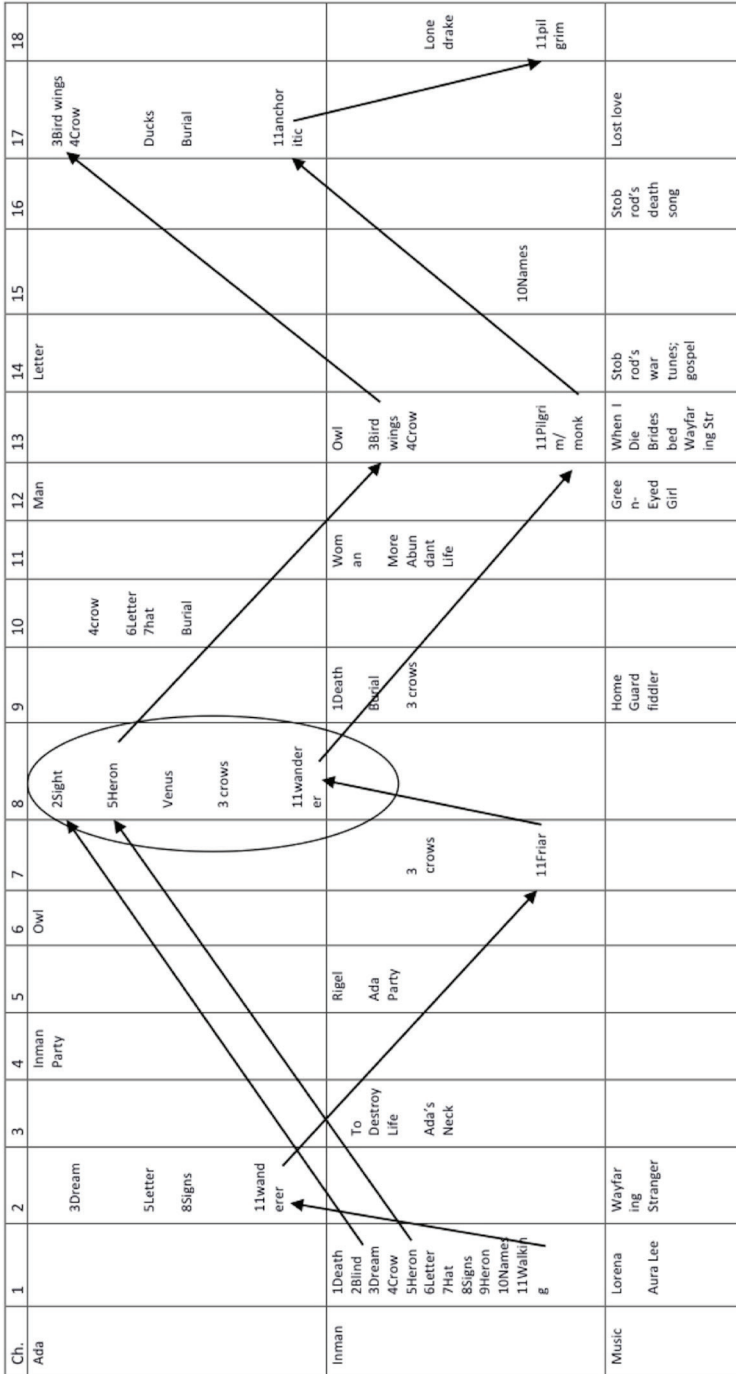 Ch.
1
2
3
4
5
6
7
8
9
10
11
12
13
14
15
16
17
18
Ada
3Dream
5Letter
8Signs
11wand
erer
Inman
Party
Owl
2Sight
5Heron
Venus
3 crows
11wander
er
4crow
6Letter
7hat
Burial
Man
Letter
3Bird wings
4Crow
Ducks
Burial
11anchor
itic
Inman
1Death
2Blind
3Dream
4Crow
5Heron
6Letter
7Hat
8Signs
9Heron
10Names
11Walkin
g
To
Destroy
Life
Ada's
Neck
Rigel
Ada
Party
3
crows
11Friar
1Death
Burial
3 crows
Wom
an
More
Abun
dant
Life
Owl
3Bird
wings
4Crow
11Pilgri
m/
monk
10Names
Lone
drake
11pil
grim
Music
Lorena
Aura Lee
Wayfar
ing
Stranger
Home
Guard
fiddler
Gree
n-
Eyed
Girl
When I
Die
Brides
bed
Wayfar
ing Str
Stob
rod's
war
tunes;
gospel
Stob
rod's
death
song
Lost love